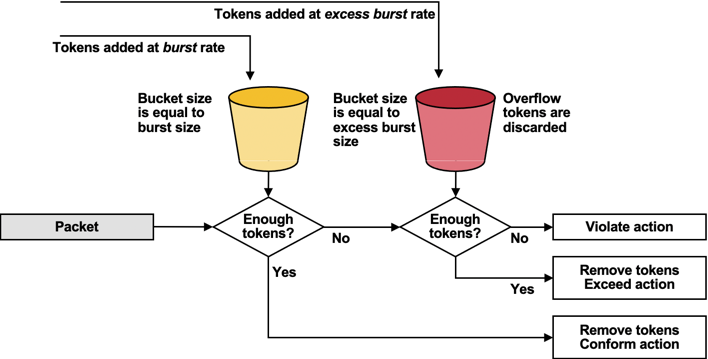 Tokens added at excess burst rate
Tokens added at burst rate
Bucket size
is equal to
burst size
Bucket size
is equal to
excess burst
size
Overflow
tokens are
discarded
Packet
Enough
tokens?
No
Yes
Enough
tokens?
No
Yes
Violate action
Remove tokens
Exceed action
Remove tokens
Conform action